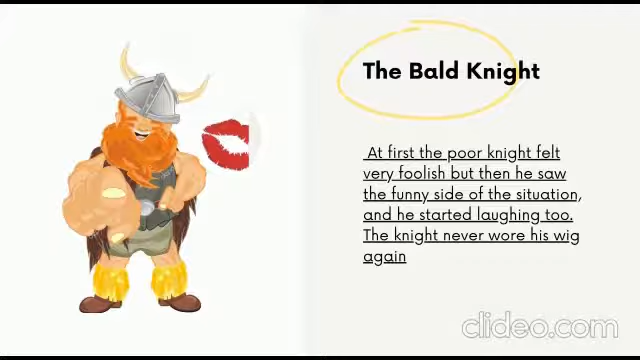 The Bald Knight
At first the poor knight felt
very foolish but then he saw
the funny side of the situation,
and he started laughing too.
The knight never wore his wig
again
clideo.com